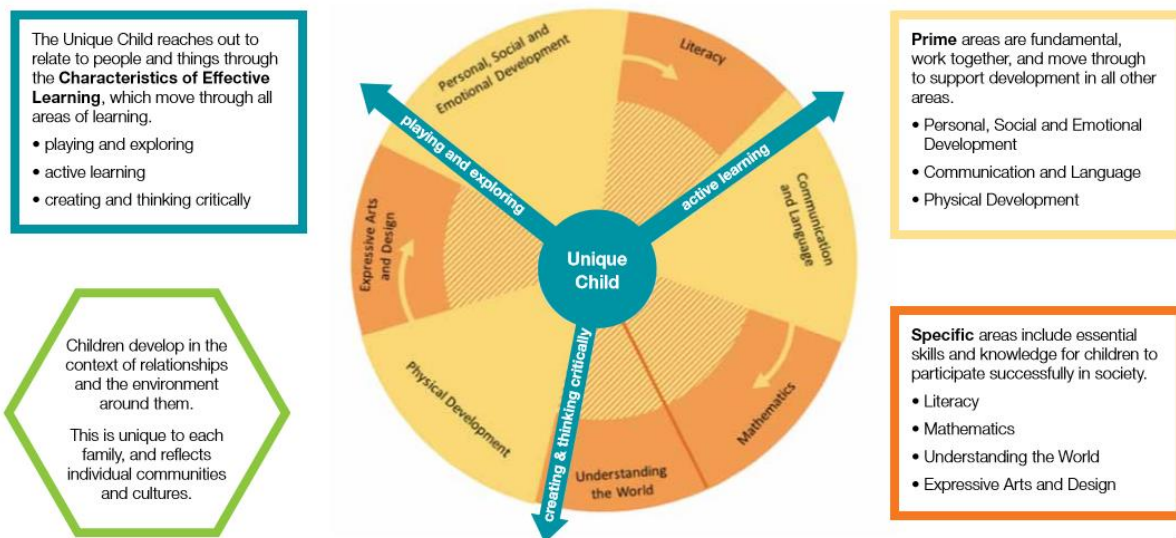 The Unique Child reaches out to
relate to people and things through
the Characteristics of Effective
Learning, which move through all
areas of learning.
• playing and exploring
• active learning
• creating and thinking critically
Children develop in the
context of relationships
and the environment
around them.
This is unique to each
family, and reflects
individual communities
and cultures.
Personal, Social and
Emotional Development
Literacy
Communication
and Language
Mathematics
Understanding
the World
Physical Development
Expressive Arts
and Design
playing and exploring
active learning
creating & thinking critically
Unique
Child
Prime areas are fundamental,
work together, and move through
to support development in all other
areas.
• Personal, Social and Emotional
Development
• Communication and Language
• Physical Development
Specific areas include essential
skills and knowledge for children to
participate successfully in society.
• Literacy
• Mathematics
• Understanding the World
• Expressive Arts and Design